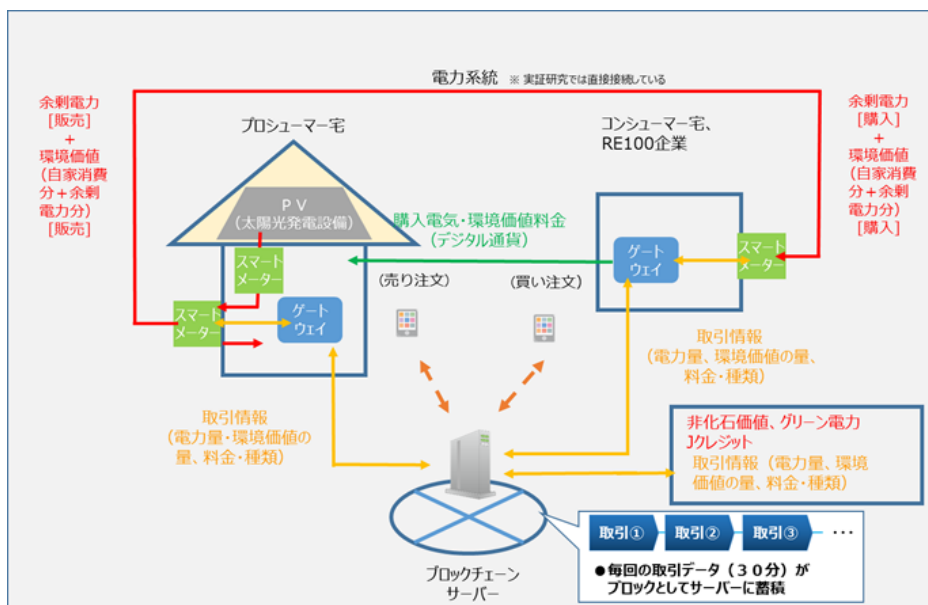 電力系統 ※ 実証研究では直接接続している
余剰電力
[販売]
+
環境価値
(自家消費
分+余剰
電力分)
[販売]
プロシューマー宅
コンシューマー宅、
RE100企業
余剰電力
[購入]
+
環境価値
(自家消費
分+余剰
電力分)
[購入]
PV
(太陽光発電設備)
購入電気・環境価値料金
(デジタル通貨)
スマート
メーター
ゲート
ウェイ
スマート
メーター
(売り注文)
(買い注文)
スマート
メーター
ゲート
ウェイ
取引情報
(電力量、環境価値の量、
料金・種類)
取引情報
(電力量・環境価値の
量、料金・種類)
非化石価値、グリーン電力
Jクレジット
取引情報(電力量、環境
価値の量、料金・種類)
取引① 取引② 取引③ …
●毎回の取引データ(30分)が
ブロックとしてサーバーに蓄積
ブロックチェーン
サーバー